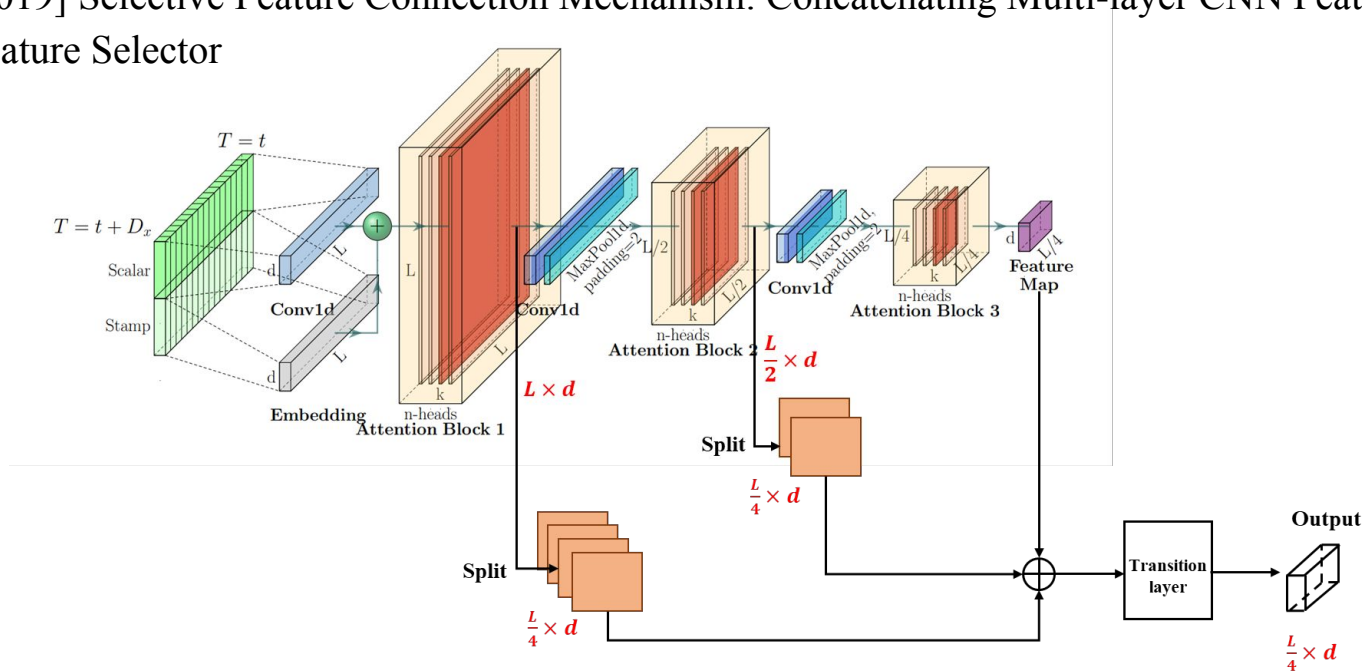 019] Selective Feature Connection Mechanism: Concatenating Multi-layer CNN Feat
ature Selector
T = t
T = t + D_x
Scalar
Stamp
d
L
Conv1d
d
L
Embedding
L
L
k
n-heads
Attention Block 1
Conv1d
MaxPool1d,
padding=2
L/2
L/2
k
n-heads
Attention Block 2
Conv1d
MaxPool1d,
padding=2
L/4
L/4
k
n-heads
Attention Block 3
d
L/4
Feature
Map
L × d
L/2 × d
Split
L/4 × d
Split
L/4 × d
Transition
layer
Output
L/4 × d